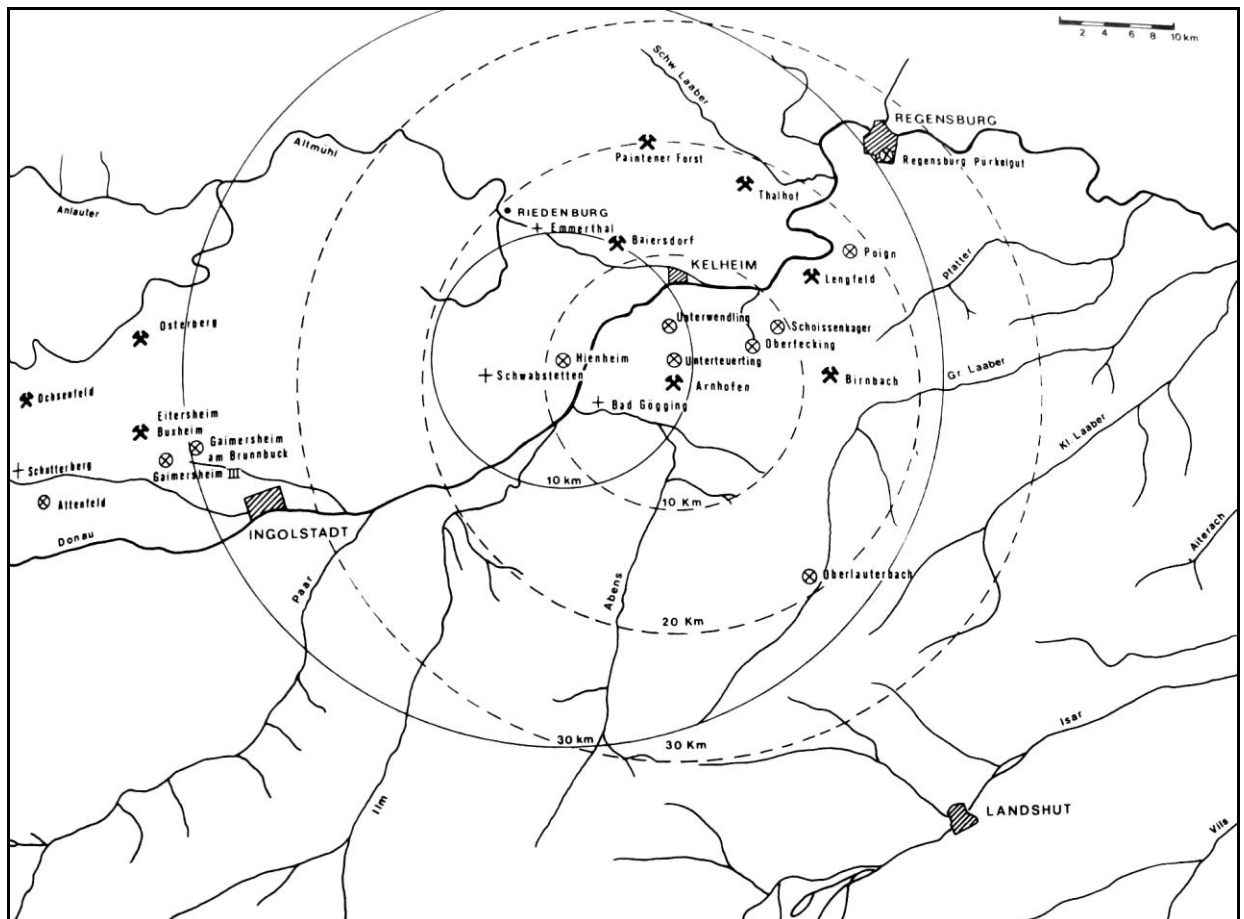 2 4 6 8 10 km
Schw. Laaber
REGENSBURG
Regensburg Pürkelgut
Altmühl
Paintener Forst
Thalhof
Anlauter
RIEDENBURG
Emmerthal
Baiersdorf
Poign
Platter
KELHEIM
Lengfeld
Osterberg
Unterwendling
Schoissenkager
Oberfecking
Hienheim
Unterteuerting
Gr. Laaber
Schwabstetten
Arnhofen
Birnbach
Ochsenfeld
Bad Gögging
Kl. Laaber
Eitersheim
Buxheim
Gaimersheim
am Brunnbuck
Schutterberg
Gaimersheim III
10 km
10 Km
Attenfeld
Donau
INGOLSTADT
Aiterach
Paar
Abens
Oberlauterbach
20 Km
Isar
30 km
30 Km
Ilm
LANDSHUT
Vils